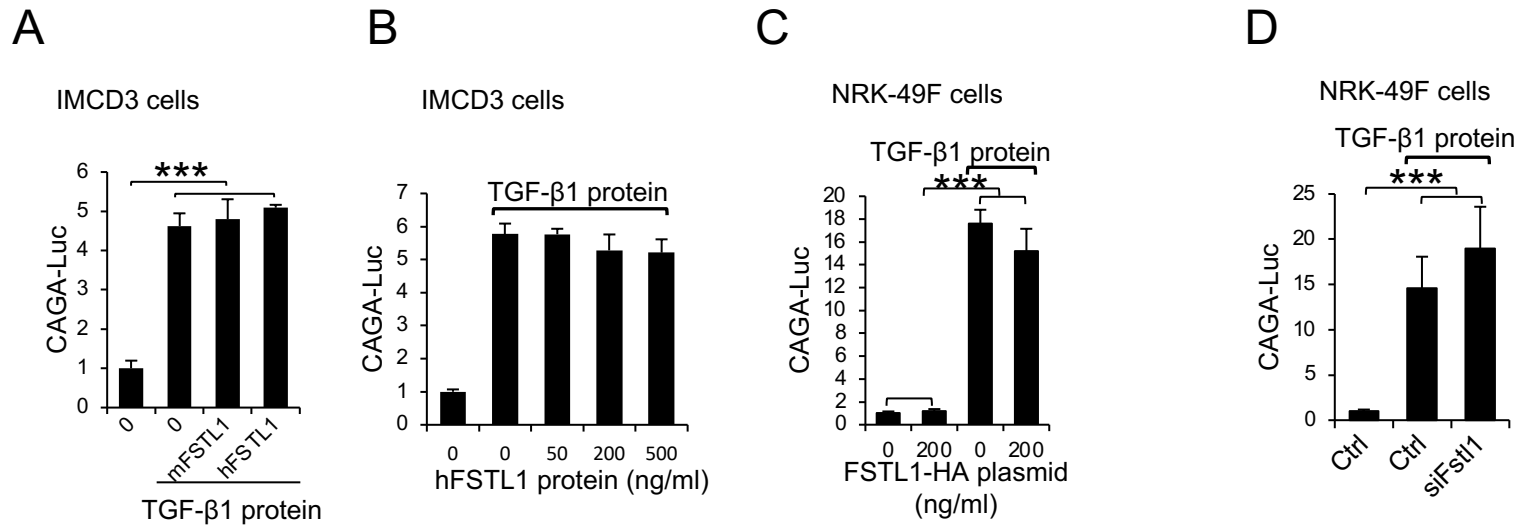 A
IMCD3 cells
***
CAGA-Luc
6
5
4
3
2
1
0
0
0
mFSTL1
hFSTL1
TGF-β1 protein
B
IMCD3 cells
TGF-β1 protein
CAGA-Luc
7
6
5
4
3
2
1
0
0 0 50 200 500
hFSTL1 protein (ng/ml)
C
NRK-49F cells
TGF-β1 protein
***
CAGA-Luc
20
18
16
14
12
10
8
6
4
2
0
0 200 0 200
FSTL1-HA plasmid
(ng/ml)
D
NRK-49F cells
TGF-β1 protein
***
CAGA-Luc
25
20
15
10
5
0
Ctrl
Ctrl
siFstl1